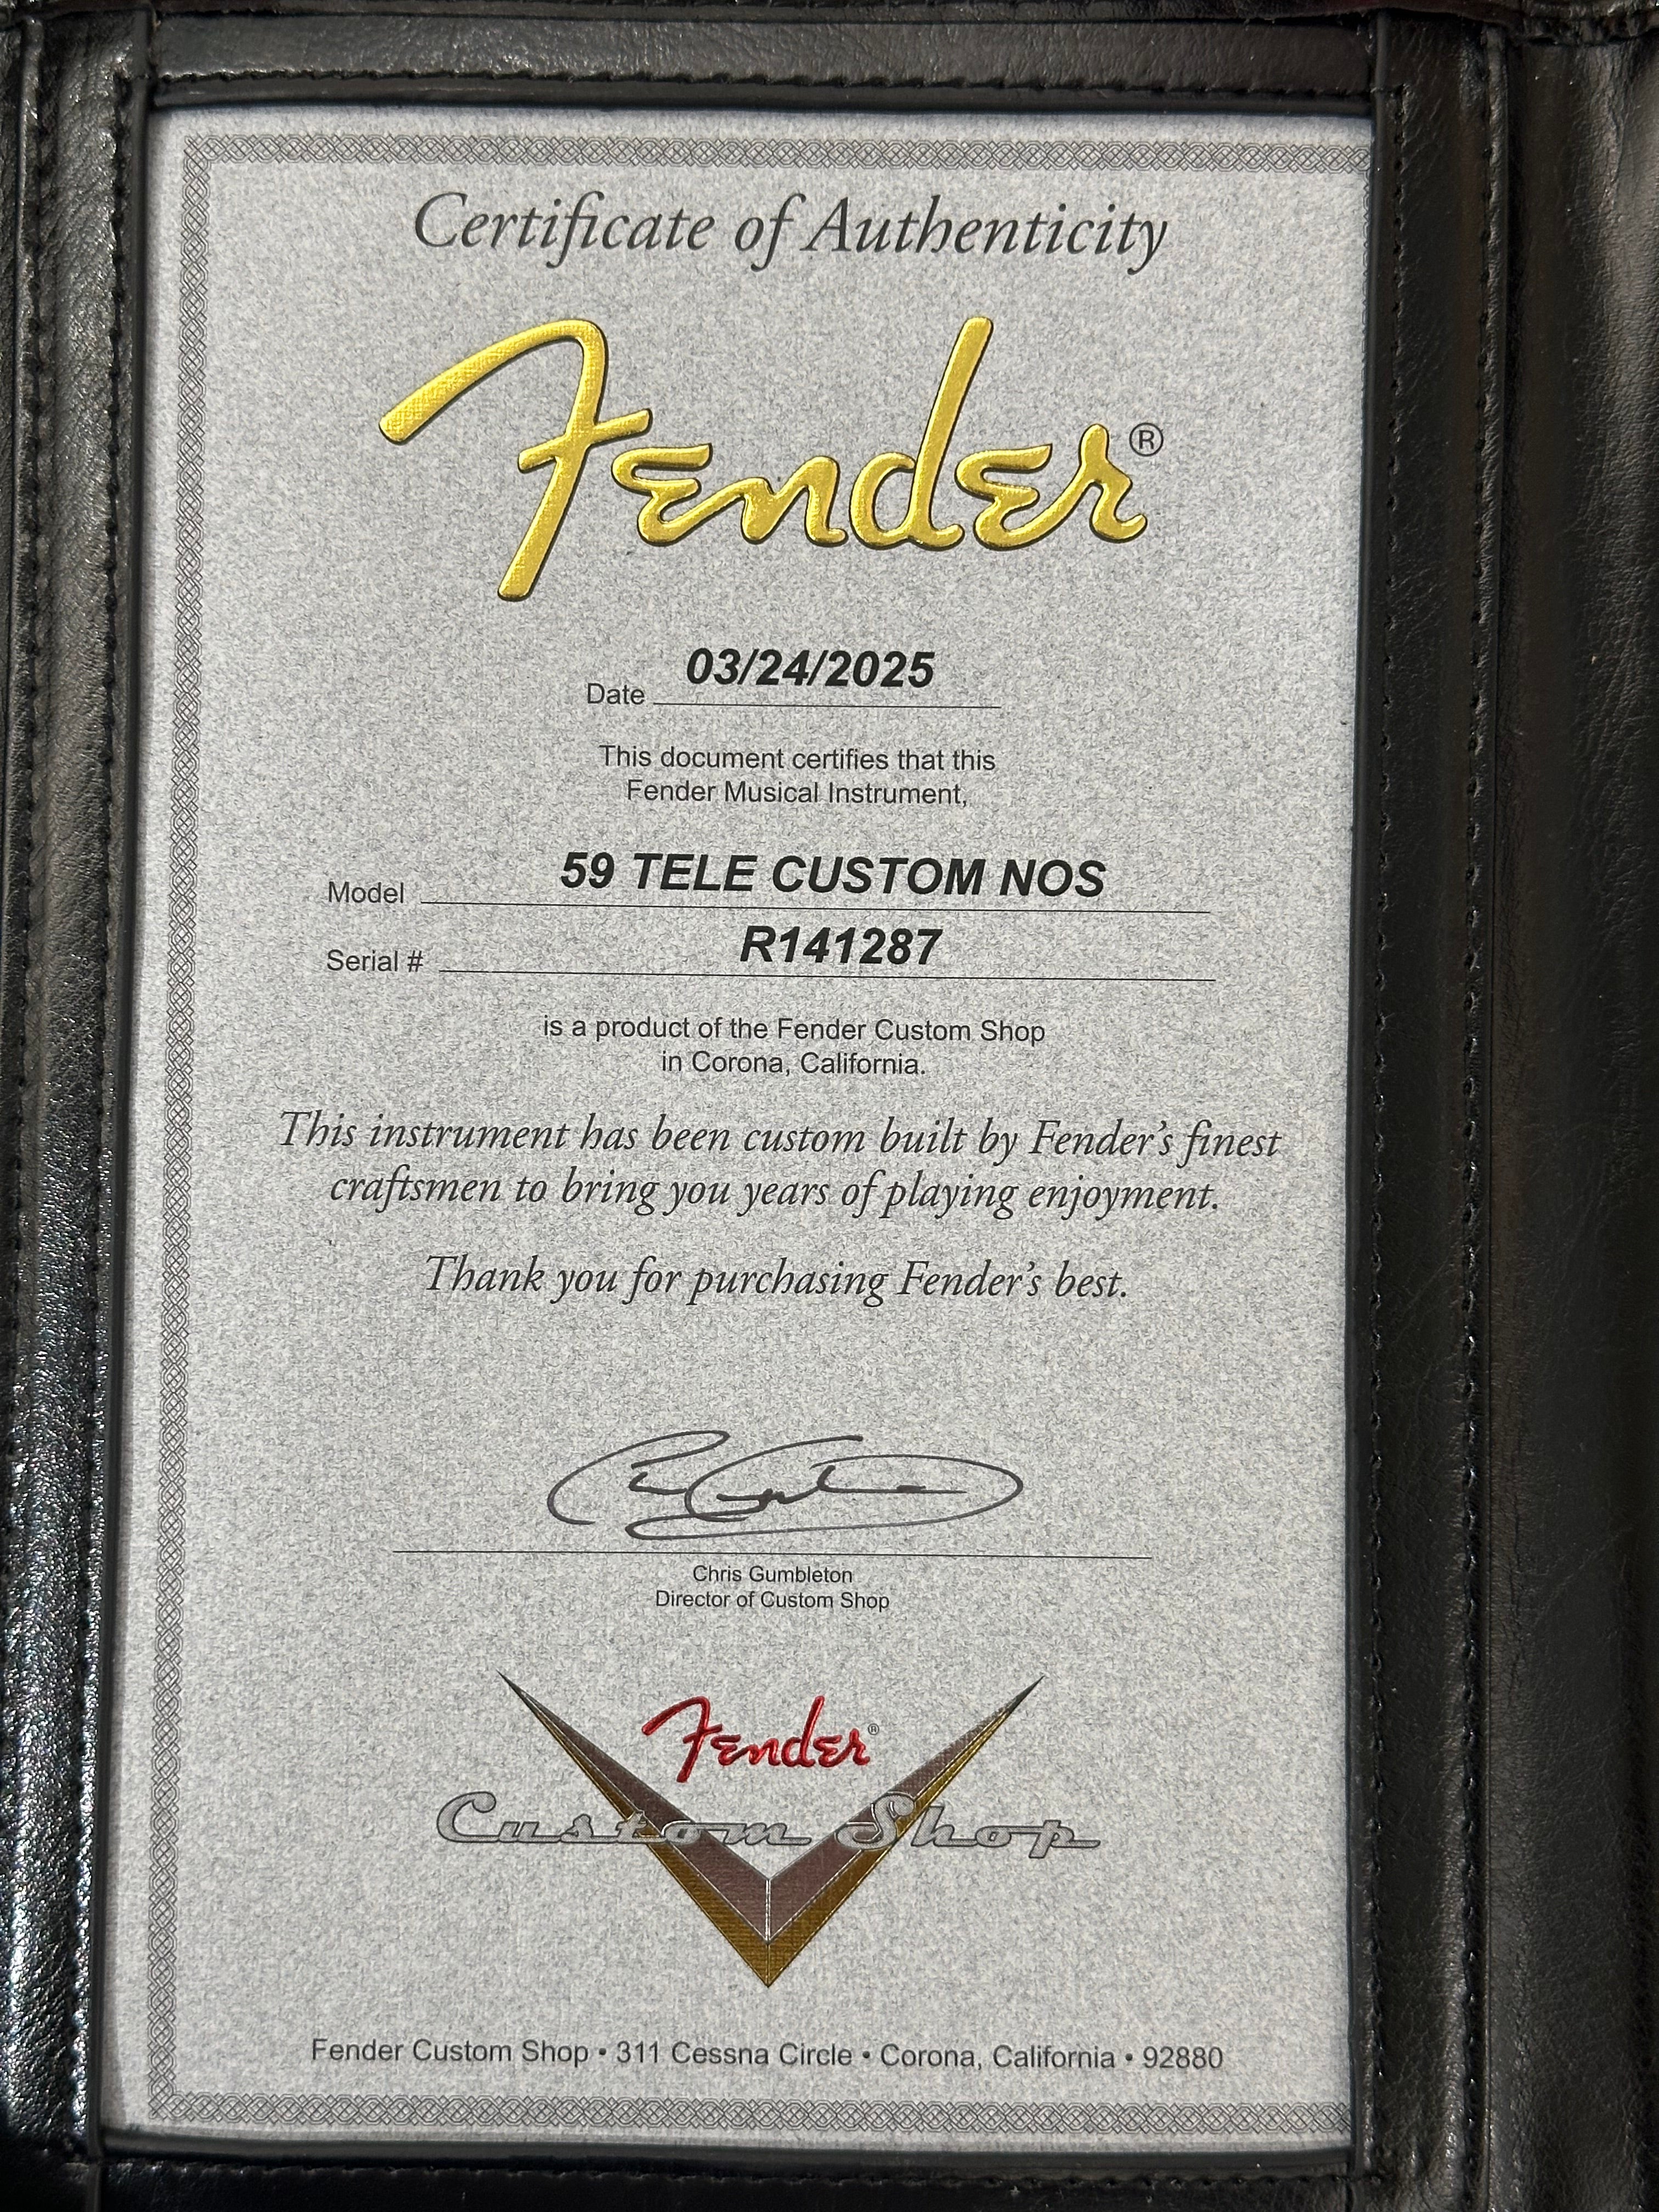 Certificate of Authenticity
Fender®
Date 03/24/2025
This document certifies that this
Fender Musical Instrument,
Model 59 TELE CUSTOM NOS
Serial # R141287
is a product of the Fender Custom Shop
in Corona, California.
This instrument has been custom built by Fender's finest
craftsmen to bring you years of playing enjoyment.
Thank you for purchasing Fender's best.
Chris Gumbleton
Director of Custom Shop
Fender®
Custom Shop
Fender Custom Shop • 311 Cessna Circle • Corona, California • 92880